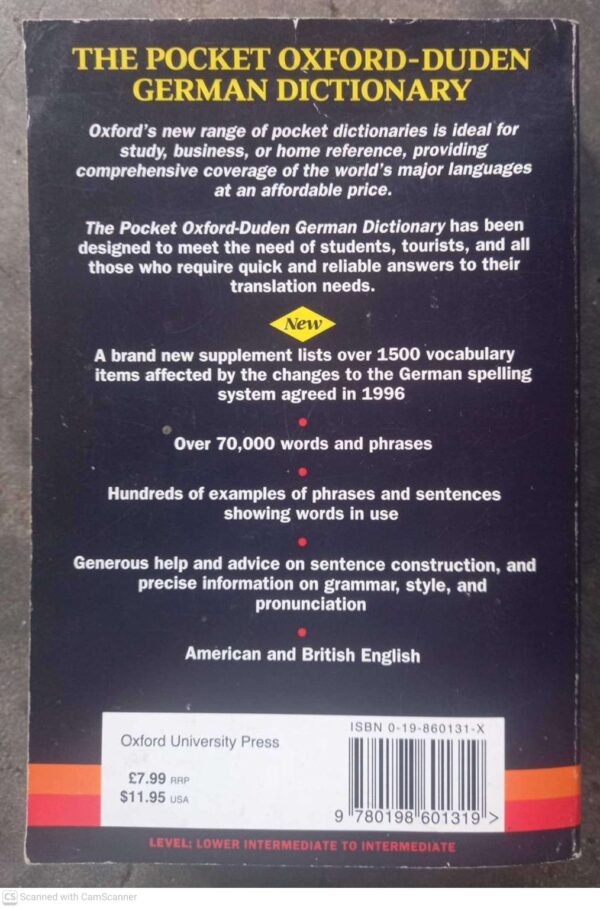 THE POCKET OXFORD-DUDEN
GERMAN DICTIONARY
Oxford's new range of pocket dictionaries is ideal for
study, business, or home reference, providing
comprehensive coverage of the world's major languages
at an affordable price.
The Pocket Oxford-Duden German Dictionary has been
designed to meet the need of students, tourists, and all
those who require quick and reliable answers to their
translation needs.
New
A brand new supplement lists over 1500 vocabulary
items affected by the changes to the German spelling
system agreed in 1996
Over 70,000 words and phrases
Hundreds of examples of phrases and sentences
showing words in use
Generous help and advice on sentence construction, and
precise information on grammar, style, and
pronunciation
American and British English
Oxford University Press
£7.99 RRP
$11.95 USA
ISBN 0-19-860131-X
9 780198 601319 >
LEVEL: LOWER INTERMEDIATE TO INTERMEDIATE
CS Scanned with CamScanner